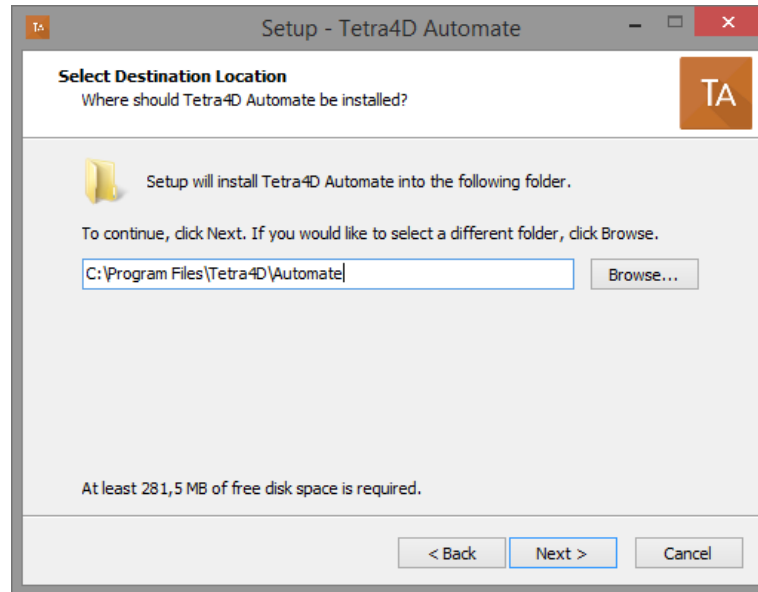 TA
Setup - Tetra4D Automate
Select Destination Location
Where should Tetra4D Automate be installed?
TA
Setup will install Tetra4D Automate into the following folder.
To continue, click Next. If you would like to select a different folder, click Browse.
C:\Program Files\Tetra4D\Automate
Browse...
At least 281,5 MB of free disk space is required.
< Back
Next >
Cancel